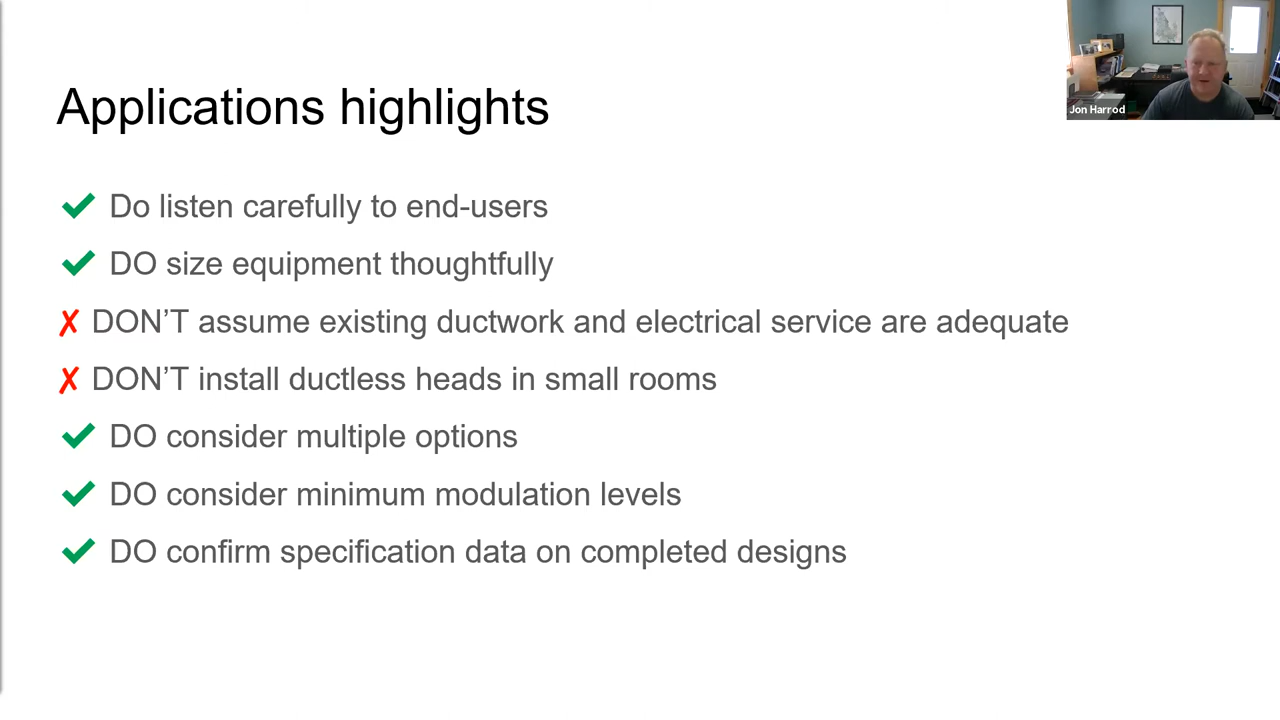 Jon Harrod
Applications highlights
✔ Do listen carefully to end-users
✔ DO size equipment thoughtfully
✗ DON’T assume existing ductwork and electrical service are adequate
✗ DON’T install ductless heads in small rooms
✔ DO consider multiple options
✔ DO consider minimum modulation levels
✔ DO confirm specification data on completed designs